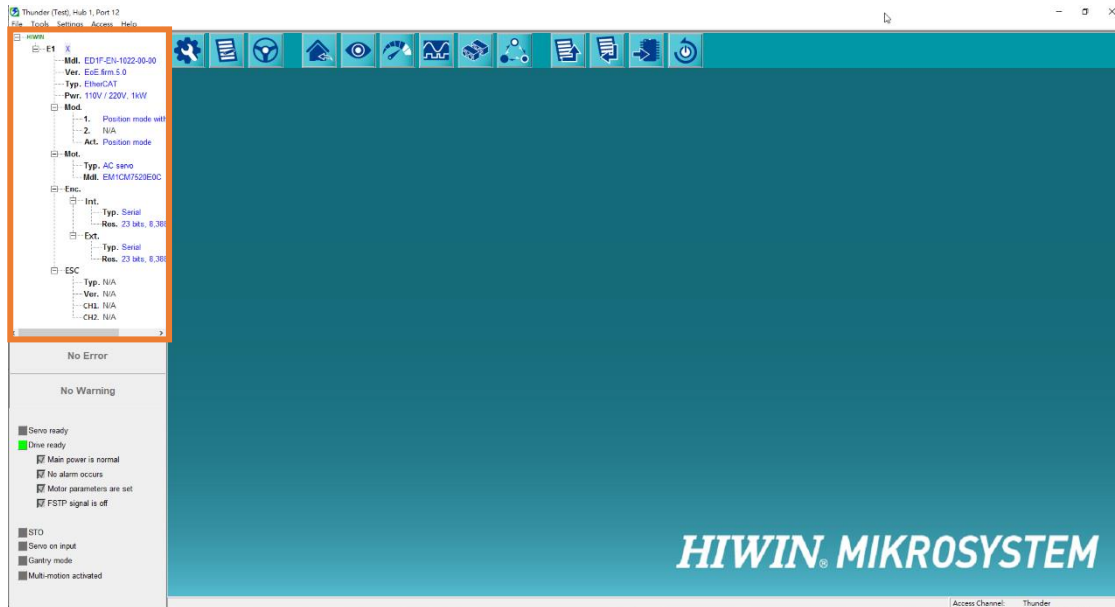 Thunder (Test), Hub 1, Port 12
File Tools Settings Access Help
HIWIN
E1 X
Mdl. ED1F-EN-1022-00-00
Ver. EoE.firm.5.0
Typ. EtherCAT
Pwr. 110V / 220V, 1kW
Mod.
1. Position mode with
2. N/A
Act. Position mode
Mot.
Typ. AC servo
Mdl. EM1CM7520E0C
Enc.
Int.
Typ. Serial
Res. 23 bits, 8,388
Ext.
Typ. Serial
Res. 23 bits, 8,388
ESC
Typ. N/A
Ver. N/A
CH1. N/A
CH2. N/A
No Error
No Warning
Servo ready
Drive ready
Main power is normal
No alarm occurs
Motor parameters are set
FSTP signal is off
STO
Servo on input
Gantry mode
Multi-motion activated
HIWIN® MIKROSYSTEM
Access Channel: Thunder